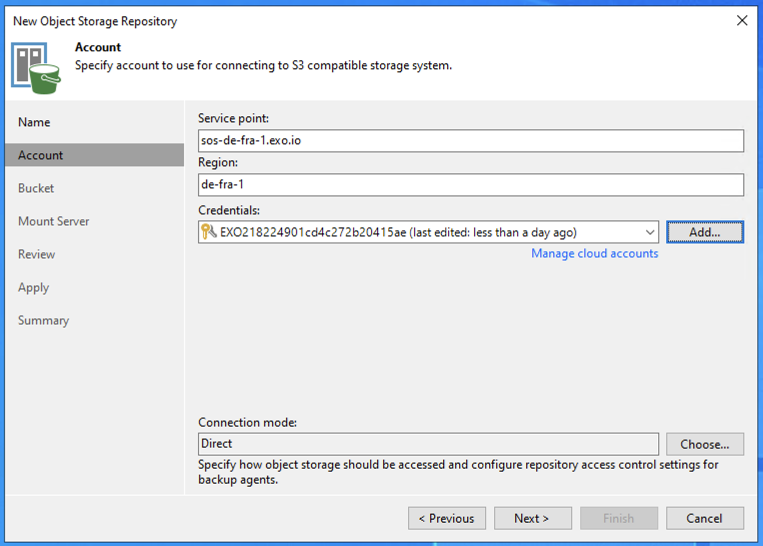 New Object Storage Repository
Account
Specify account to use for connecting to S3 compatible storage system.
Name
Account
Bucket
Mount Server
Review
Apply
Summary
Service point:
sos-de-fra-1.exo.io
Region:
de-fra-1
Credentials:
EXO218224901cd4c272b20415ae (last edited: less than a day ago)
Add...
Manage cloud accounts
Connection mode:
Direct
Choose...
Specify how object storage should be accessed and configure repository access control settings for
backup agents.
< Previous
Next >
Finish
Cancel